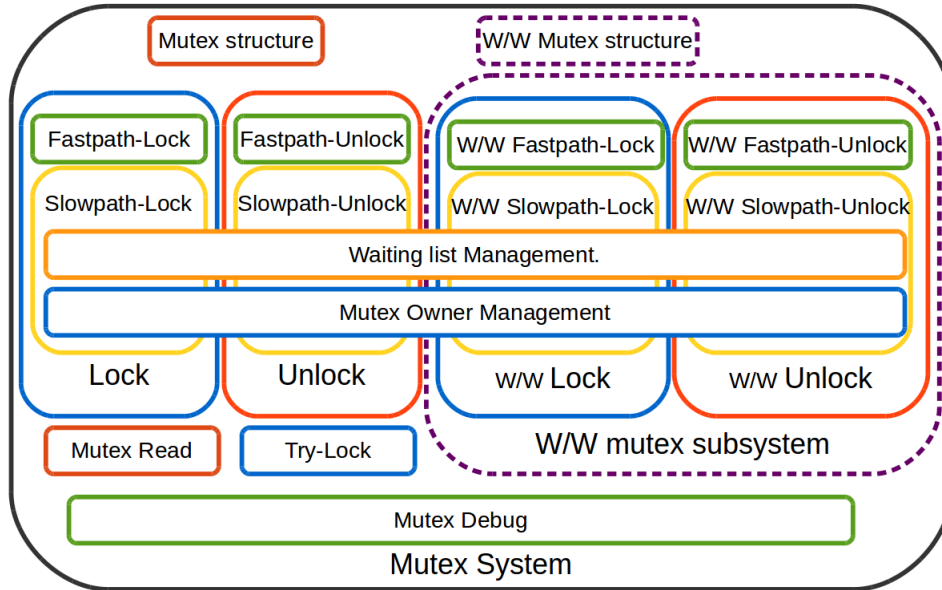 Mutex structure
W/W Mutex structure
Fastpath-Lock
Fastpath-Unlock
W/W Fastpath-Lock
W/W Fastpath-Unlock
Slowpath-Lock
Slowpath-Unlock
W/W Slowpath-Lock
W/W Slowpath-Unlock
Waiting list Management.
Mutex Owner Management
Lock
Unlock
W/W Lock
W/W Unlock
Mutex Read
Try-Lock
W/W mutex subsystem
Mutex Debug
Mutex System